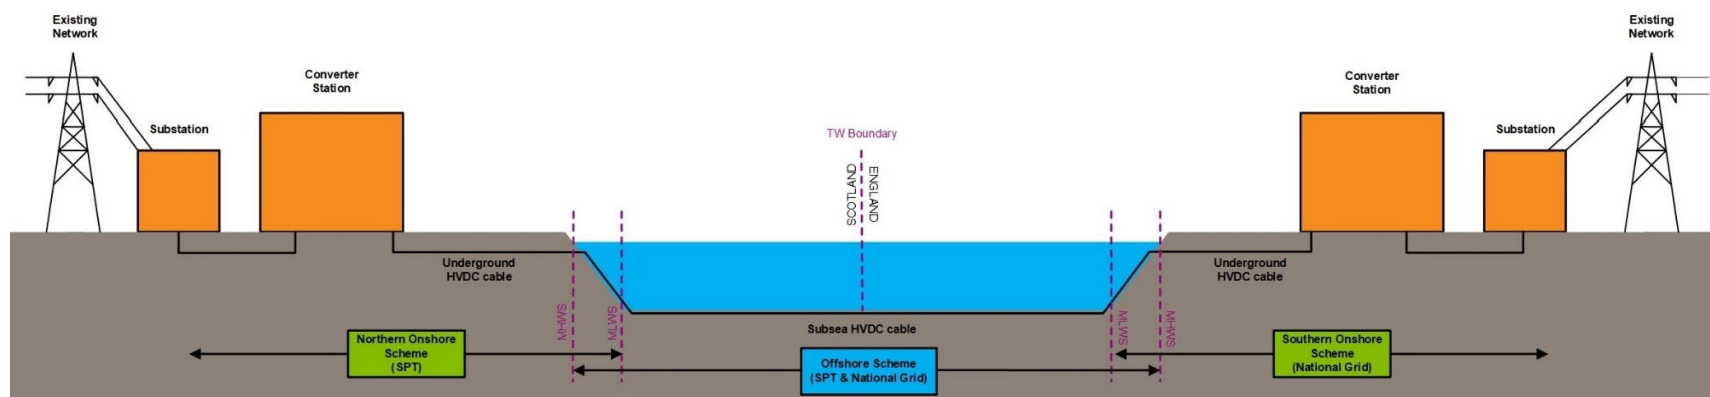 Existing
Network
Existing
Network
Converter
Station
Converter
Station
Substation
Substation
TW Boundary
SCOTLAND
ENGLAND
Underground
HVDC cable
Underground
HVDC cable
MHWS
MLWS
MLWS
MHWS
Subsea HVDC cable
Northern Onshore
Scheme
(SPT)
Offshore Scheme
(SPT & National Grid)
Southern Onshore
Scheme
(National Grid)